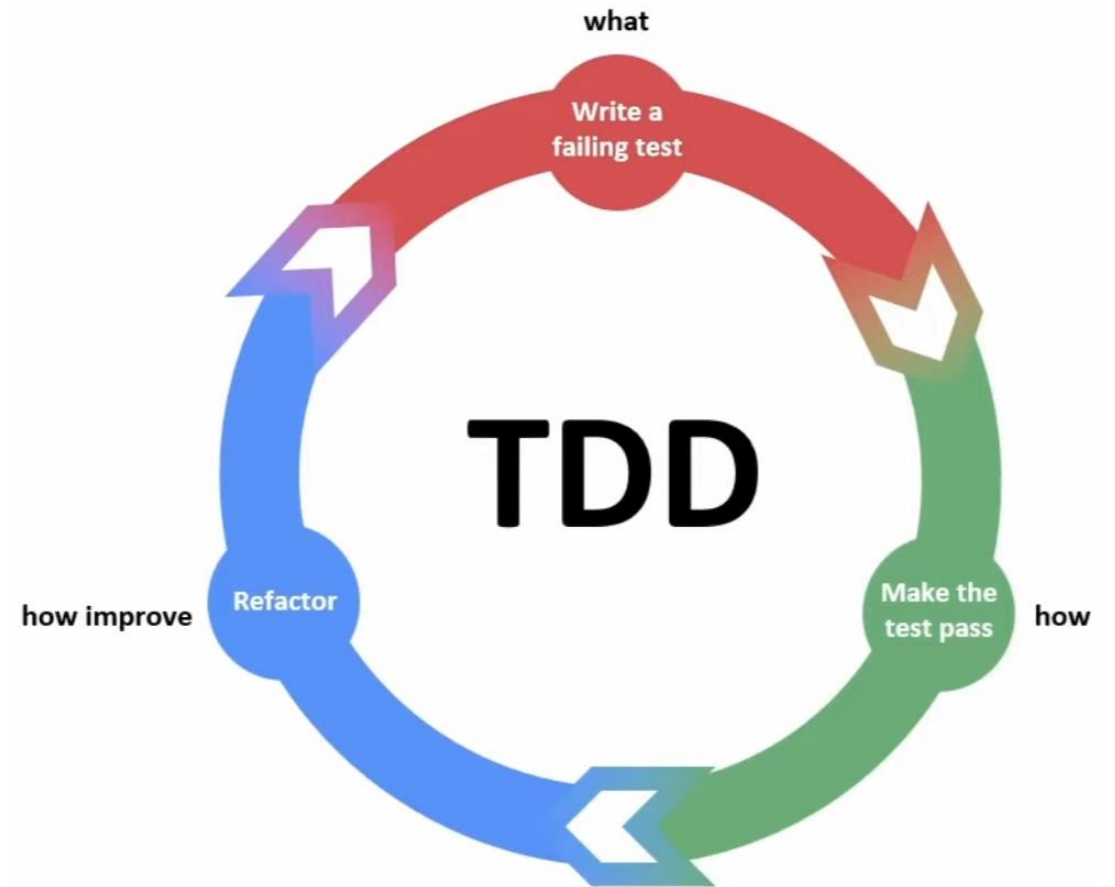 what
Write a
failing test
TDD
Make the
test pass
how
Refactor
how improve